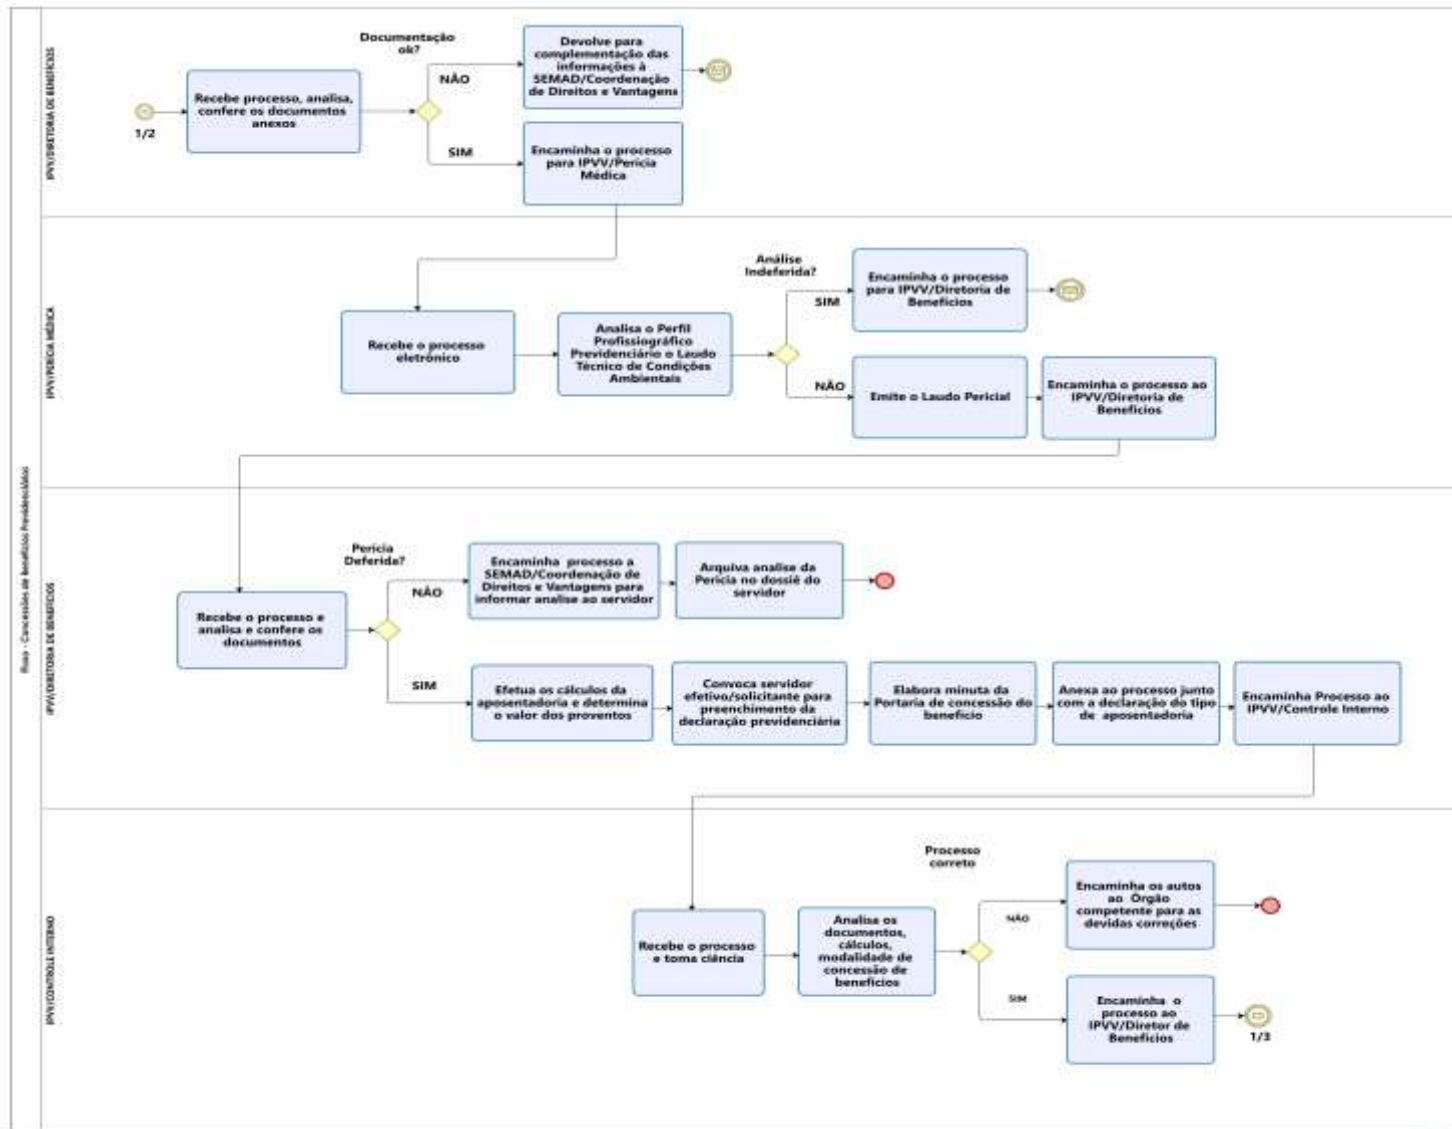 Fluxo - Concessões de Benefícios Previdenciários
IPVV/DIRETORIA DE BENEFÍCIOS
1/2
Recebe processo, analisa,
confere os documentos
anexos
Documentação
ok?
NÃO
Devolve para
complementação das
informações à
SEMAD/Coordenação
de Direitos e Vantagens
SIM
Encaminha o processo
para IPVV/Perícia
Médica
IPVV/PERÍCIA MÉDICA
Recebe o processo
eletrônico
Analisa o Perfil
Profissiográfico
Previdenciário o Laudo
Técnico de Condições
Ambientais
Análise
Indeferida?
SIM
Encaminha o processo
para IPVV/Diretoria de
Benefícios
NÃO
Emite o Laudo Pericial
Encaminha o processo ao
IPVV/Diretoria de
Benefícios
IPVV/DIRETORIA DE BENEFÍCIOS
Recebe o processo e
analisa e confere os
documentos
Perícia
Deferida?
NÃO
Encaminha processo a
SEMAD/Coordenação de
Direitos e Vantagens para
informar analise ao servidor
Arquiva analise da
Perícia no dossiê do
servidor
SIM
Efetua os cálculos da
aposentadoria e determina
o valor dos proventos
Convoca servidor
efetivo/solicitante para
preenchimento da
declaração previdenciária
Elabora minuta da
Portaria de concessão do
benefício
Anexa ao processo junto
com a declaração do tipo
de aposentadoria
Encaminha Processo ao
IPVV/Controle Interno
IPVV/CONTROLE INTERNO
Recebe o processo
e toma ciência
Analisa os
documentos,
cálculos,
modalidade de
concessão de
benefícios
Processo
correto
NÃO
Encaminha os autos
ao Órgão
competente para as
devidas correções
SIM
Encaminha o
processo ao
IPVV/Diretor de
Benefícios
1/3